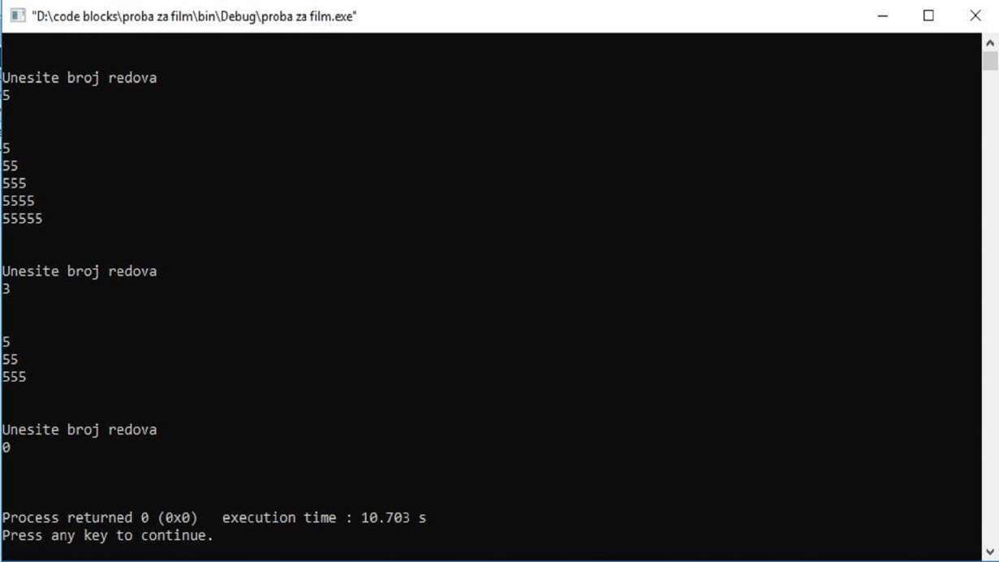 "D:\code blocks\proba za film\bin\Debug\proba za film.exe"
Unesite broj redova
5
5
55
555
5555
55555
Unesite broj redova
3
5
55
555
Unesite broj redova
0
Process returned 0 (0x0)   execution time : 10.703 s
Press any key to continue.